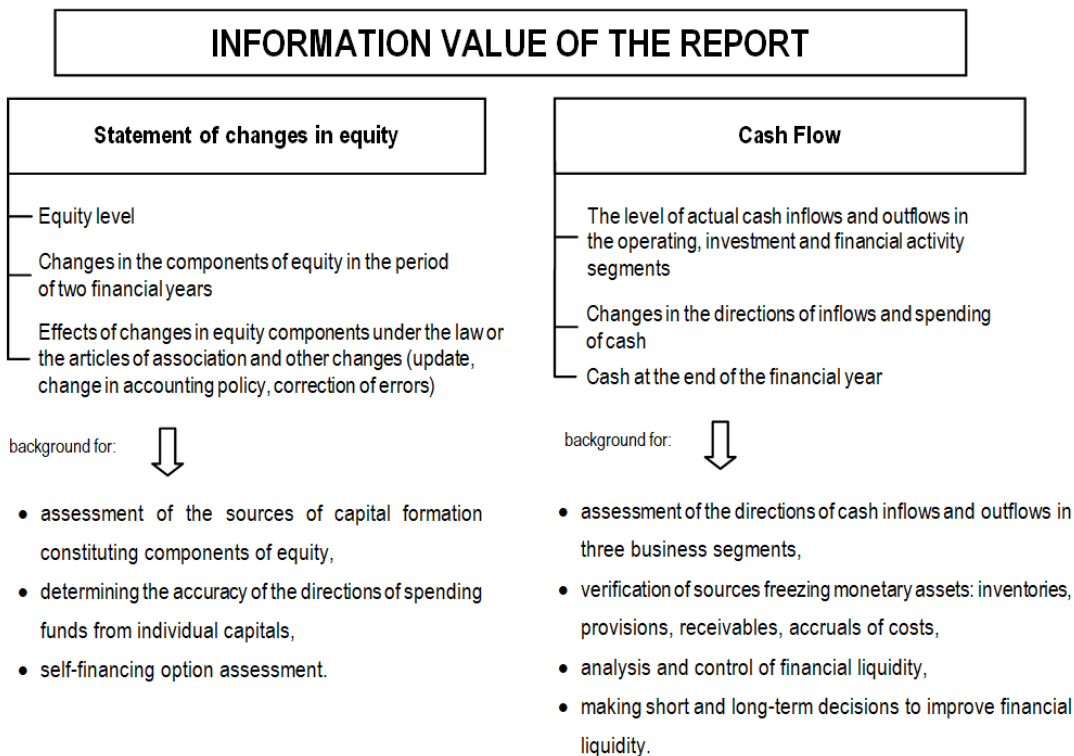 INFORMATION VALUE OF THE REPORT
Statement of changes in equity
Equity level
Changes in the components of equity in the period
of two financial years
Effects of changes in equity components under the law or
the articles of association and other changes (update,
change in accounting policy, correction of errors)
background for:
• assessment of the sources of capital formation
constituting components of equity,
• determining the accuracy of the directions of spending
funds from individual capitals,
• self-financing option assessment.
Cash Flow
The level of actual cash inflows and outflows in
the operating, investment and financial activity
segments
Changes in the directions of inflows and spending
of cash
Cash at the end of the financial year
background for:
• assessment of the directions of cash inflows and outflows in
three business segments,
• verification of sources freezing monetary assets: inventories,
provisions, receivables, accruals of costs,
• analysis and control of financial liquidity,
• making short and long-term decisions to improve financial
liquidity.